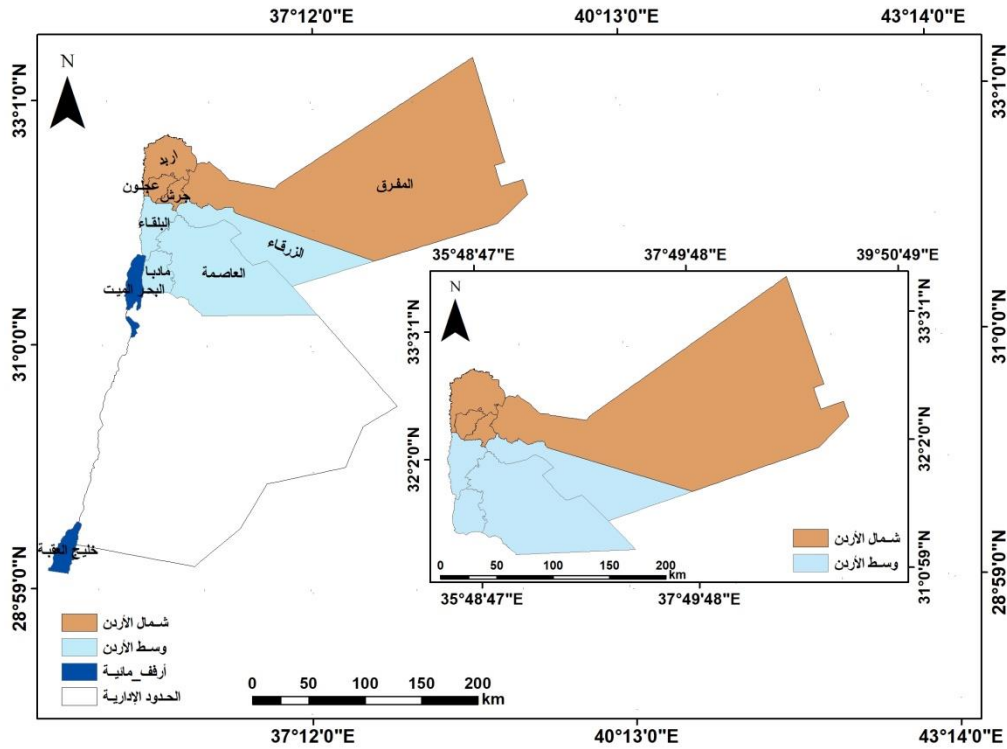 37°12'0"E
40°13'0"E
43°14'0"E
33°1'0"N
31°0'0"N
28°59'0"N
33°1'0"N
31°0'0"N
28°59'0"N
37°12'0"E
40°13'0"E
43°14'0"E
N
اربد
عجلون
جرش
المفرق
البلقاء
الزرقاء
العاصمة
مادبا
البحر الميت
خليج العقبة
شمال الأردن
وسط الأردن
أرفف_مائية
الحدود الإدارية
0 50 100 150 200
km
35°48'47"E
37°49'48"E
39°50'49"E
N
33°3'1"N
32°2'0"N
33°3'1"N
32°2'0"N
31°0'59"N
شمال الأردن
وسط الأردن
0 50 100 150 200
km
35°48'47"E
37°49'48"E